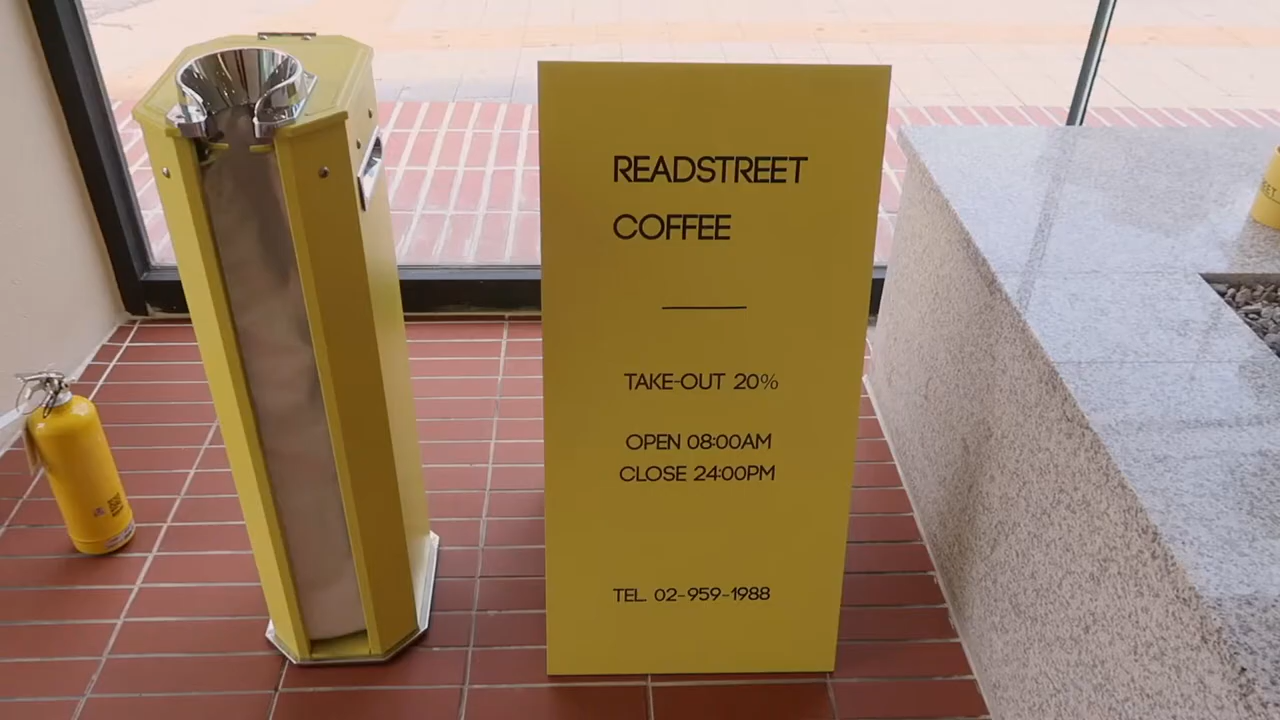 READSTREET
COFFEE
TAKE-OUT 20%
OPEN 08:00AM
CLOSE 24:00PM
TEL. 02-959-1988